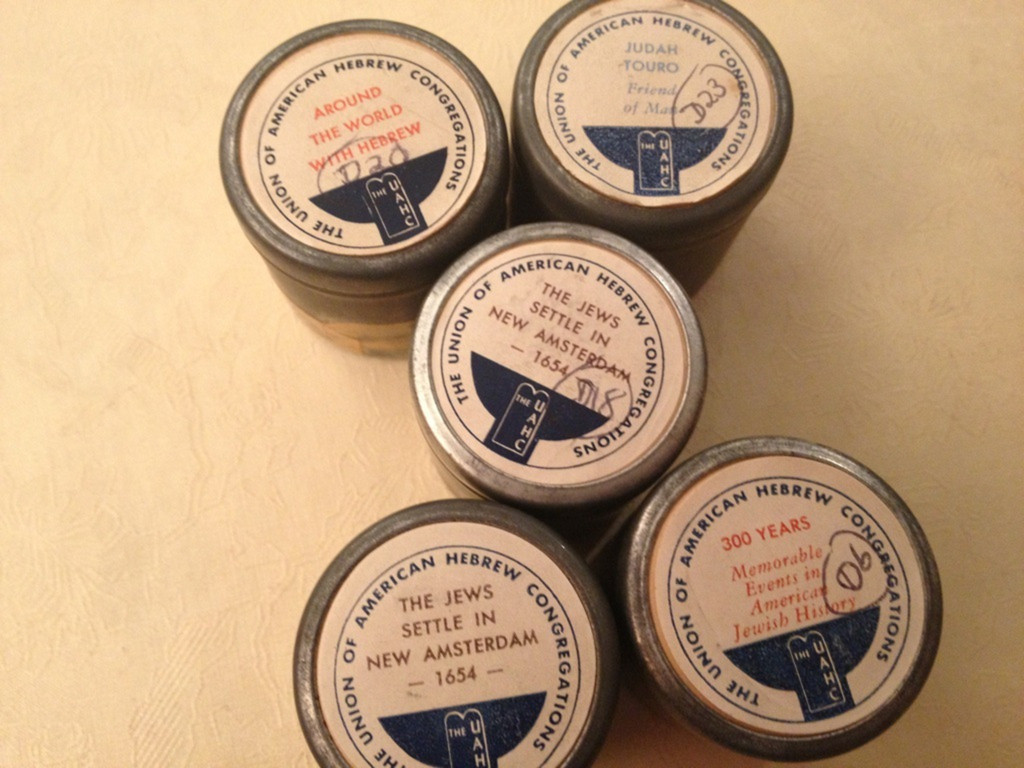 THE UNION OF AMERICAN HEBREW CONGREGATIONS
AROUND
THE WORLD
WITH HEBREW
D20
THE
UAHC
THE UNION OF AMERICAN HEBREW CONGREGATIONS
JUDAH
TOURO
Friend
of Man
D23
THE
UAHC
THE UNION OF AMERICAN HEBREW CONGREGATIONS
THE JEWS
SETTLE IN
NEW AMSTERDAM
— 1654
D18
THE
UAHC
THE UNION OF AMERICAN HEBREW CONGREGATIONS
THE JEWS
SETTLE IN
NEW AMSTERDAM
— 1654 —
THE
UAH
THE UNION OF AMERICAN HEBREW CONGREGATIONS
300 YEARS
Memorable
Events in
American
Jewish History
D6
THE
UAHC